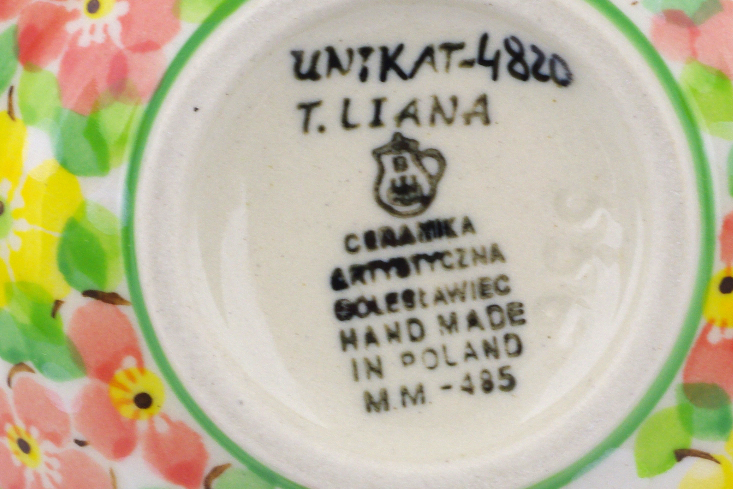 UNIKAT-4820
T. LIANA
B
CERAMIKA
ARTYSTYCZNA
BOLESŁAWIEC
HAND MADE
IN POLAND
M.M. -485